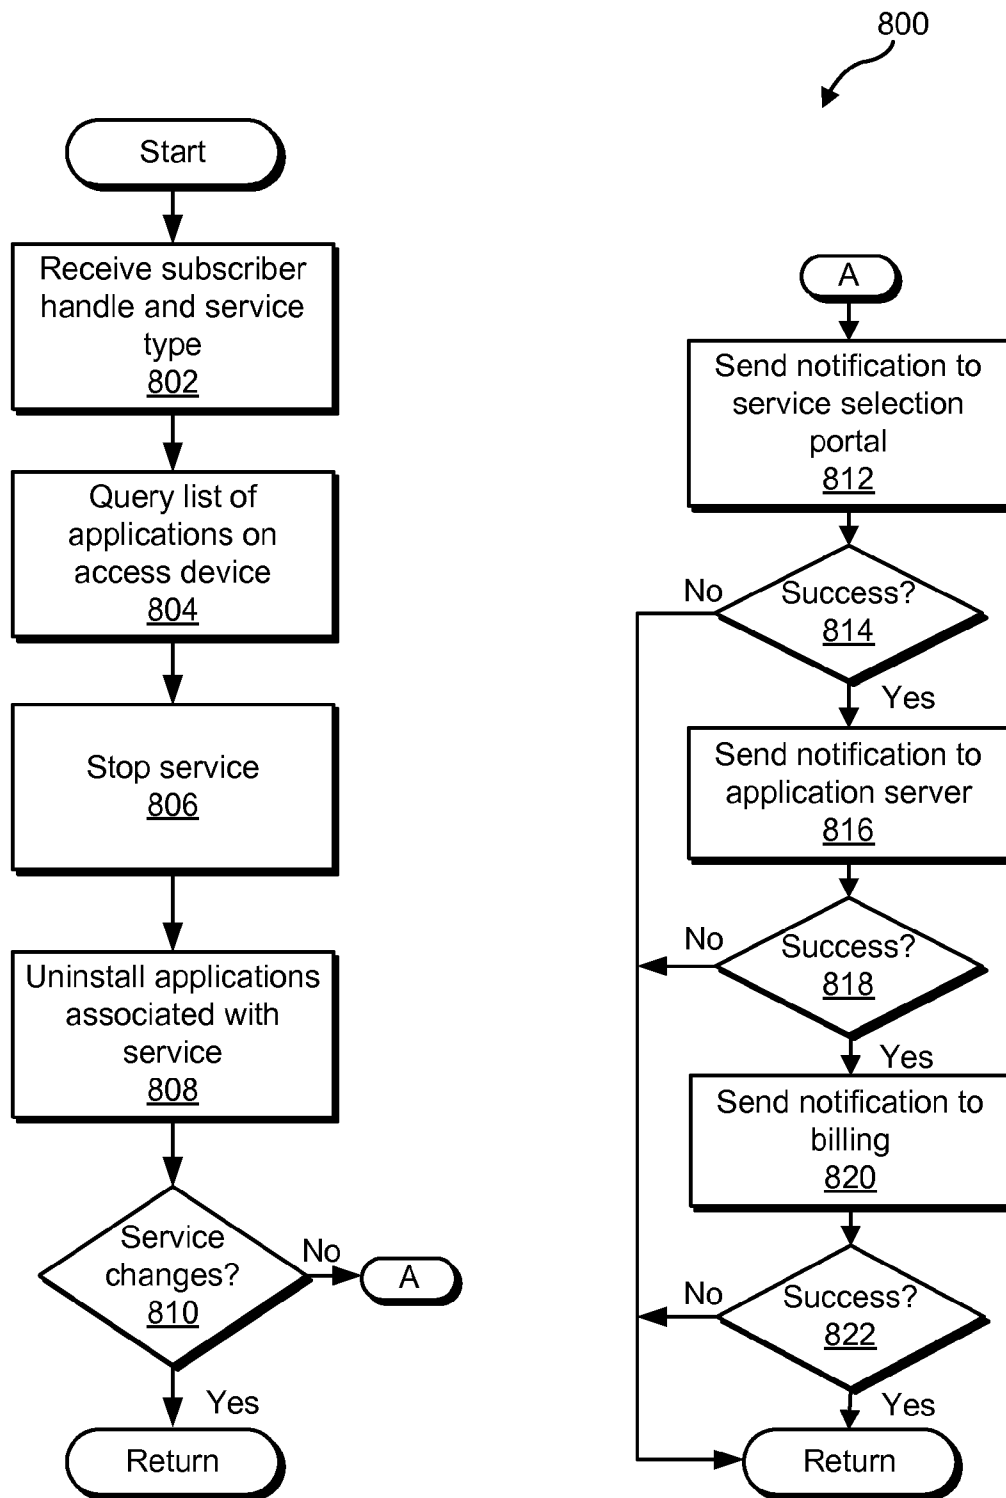 800
Start
Receive subscriber
handle and service
type
802
Query list of
applications on
access device
804
Stop service
806
Uninstall applications
associated with
service
808
Service
changes?
810
No
A
Yes
Return
A
Send notification to
service selection
portal
812
Success?
814
No
Yes
Send notification to
application server
816
Success?
818
No
Yes
Send notification to
billing
820
Success?
822
No
Yes
Return